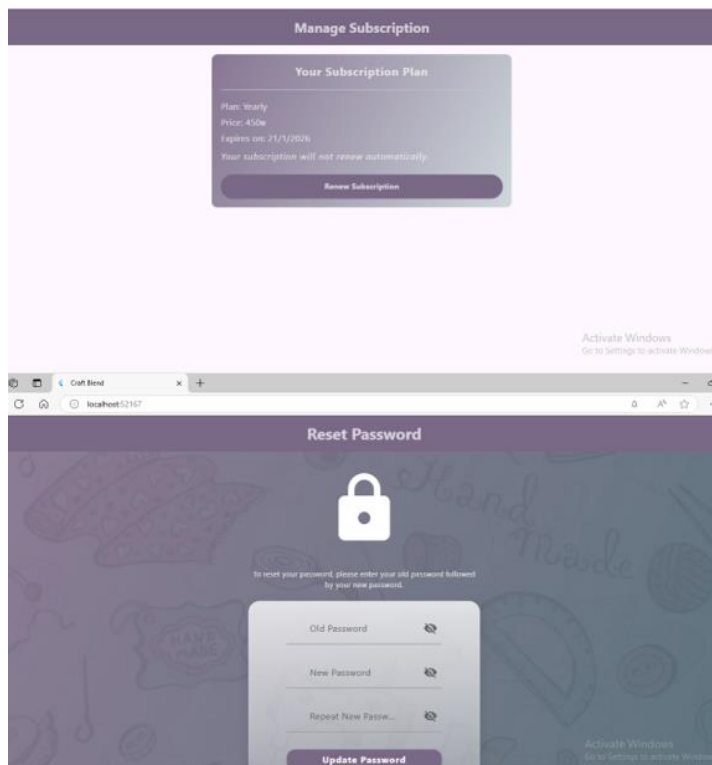 Manage Subscription
Your Subscription Plan
Plan: Yearly
Price: 450₪
Expires on: 21/1/2026
Your subscription will not renew automatically.
Renew Subscription
Activate Windows
Go to Settings to activate Windows
Craft Blend
localhost:52167
Reset Password
Hand
Made
To reset your password, please enter your old password followed
by your new password.
HAND
MADE
Old Password
New Password
Repeat New Passw...
Update Password
Activate Windows
Go to Settings to activate Windows